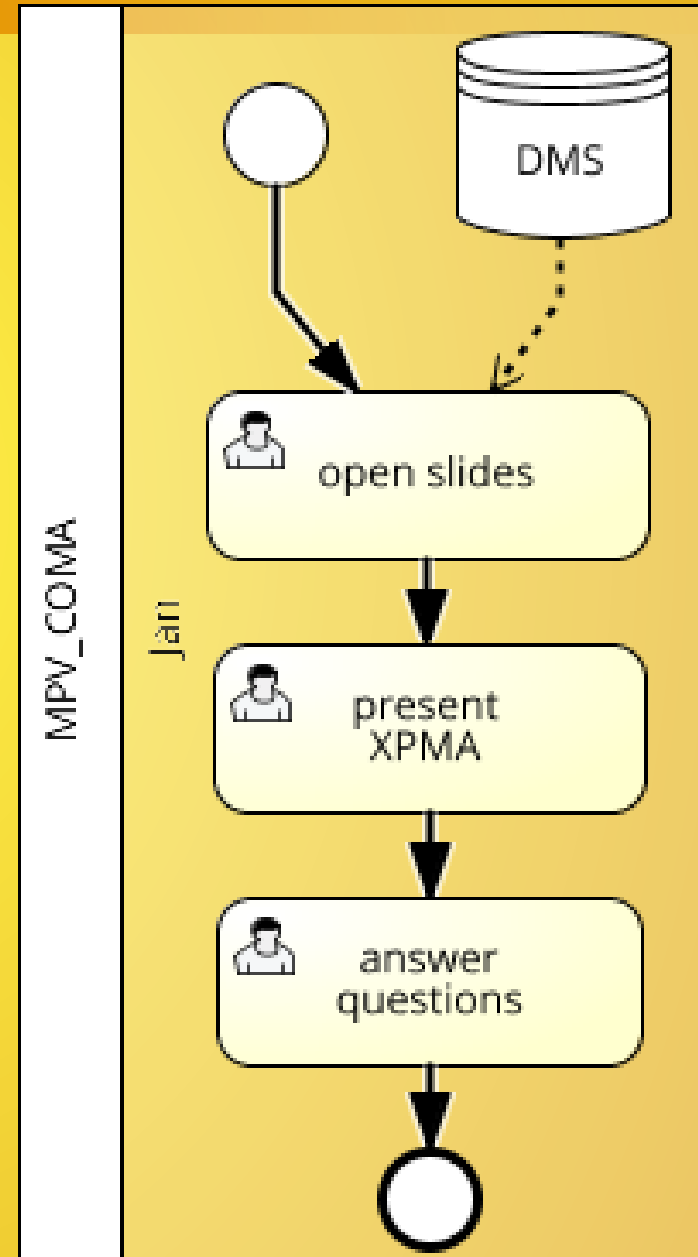 MPV_COMA
Jan
DMS
open slides
present
XPMA
answer
questions